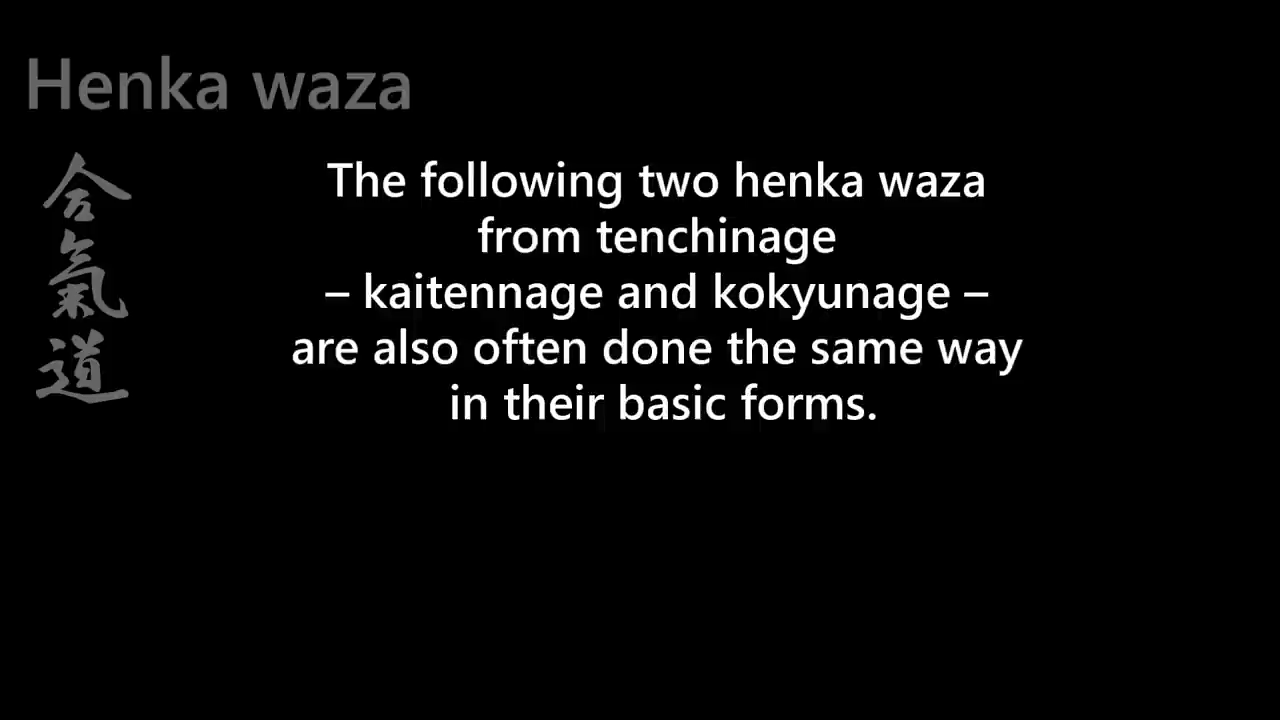 Henka waza
合
氣
道
The following two henka waza
from tenchinage
– kaitennage and kokyunage –
are also often done the same way
in their basic forms.